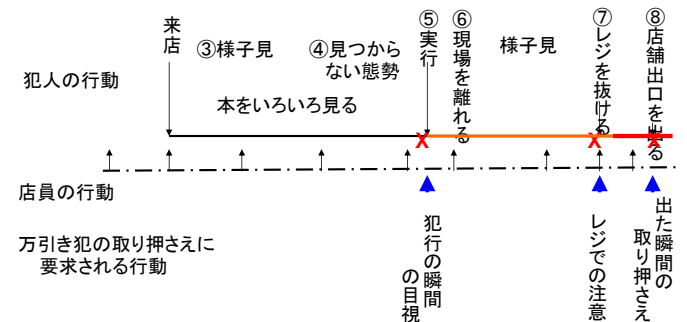 来店
③様子見
④見つから
ない態勢
⑤実行
⑥現場を離れる
様子見
⑦レジを抜ける
⑧店舗出口を出る
犯人の行動
本をいろいろ見る
X
X
X
店員の行動
万引き犯の取り押さえに
要求される行動
犯行の瞬間
の目視
レジでの注意
出た瞬間の
取り押さえ